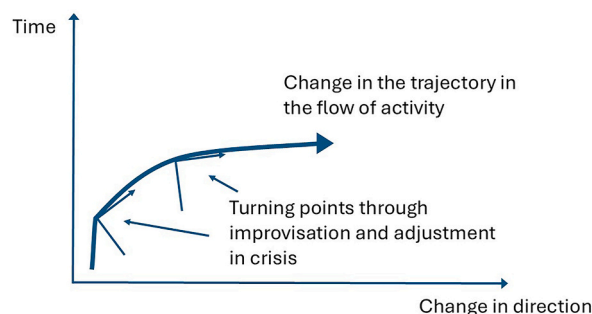 Time
Change in the trajectory in
the flow of activity
Turning points through
improvisation and adjustment
in crisis
Change in direction